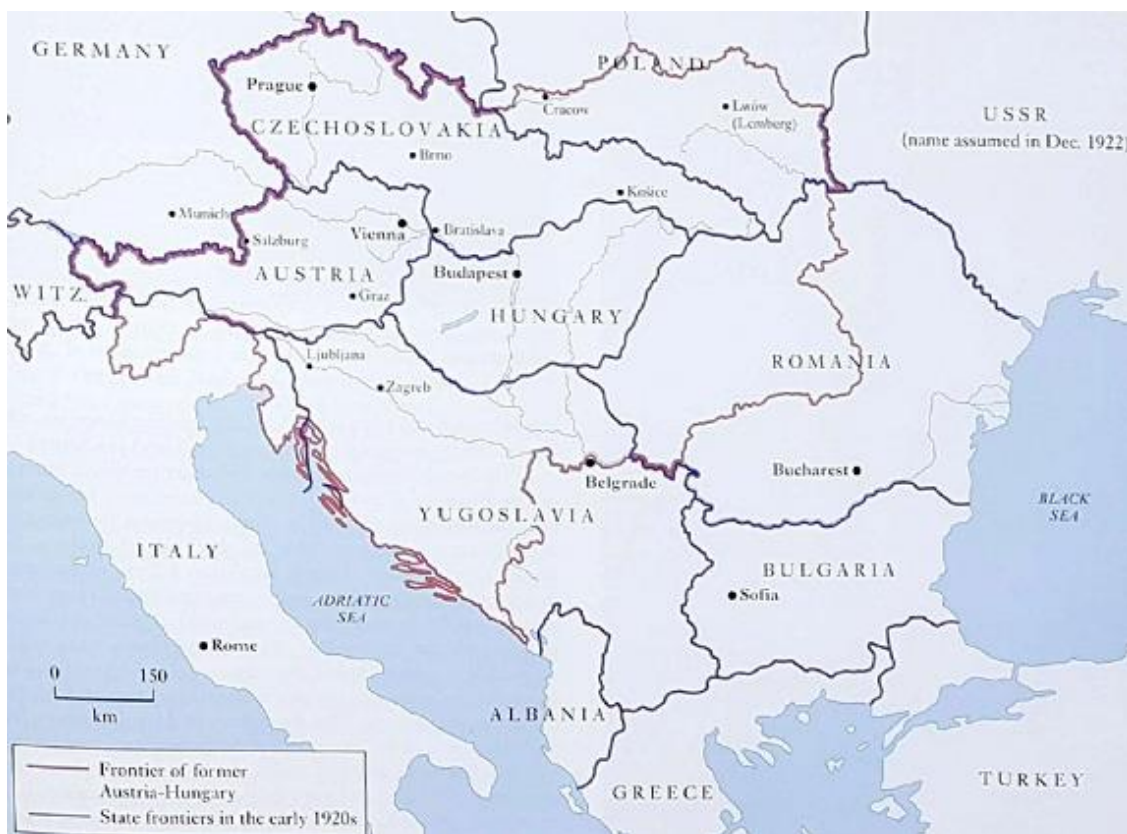 GERMANY
POLAND
Prague
Cracow
Lwów
(Lemberg)
USSR
(name assumed in Dec. 1922)
CZECHOSLOVAKIA
Brno
Košice
Munich
Salzburg
Vienna
Bratislava
AUSTRIA
Budapest
WITZ.
Graz
HUNGARY
Ljubljana
Zagreb
ROMANIA
Belgrade
Bucharest
YUGOSLAVIA
BLACK
SEA
ITALY
BULGARIA
Sofia
ADRIATIC
SEA
Rome
0 150
km
ALBANIA
GREECE
TURKEY
Frontier of former
Austria-Hungary
State frontiers in the early 1920s